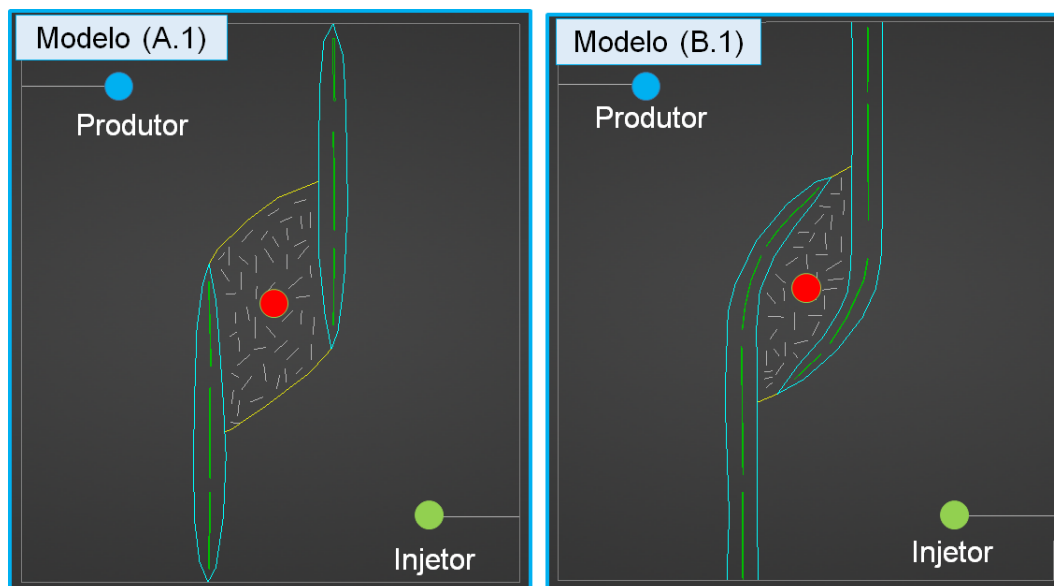 Modelo (A.1)
Produtor
Injetor
Modelo (B.1)
Produtor
Injetor